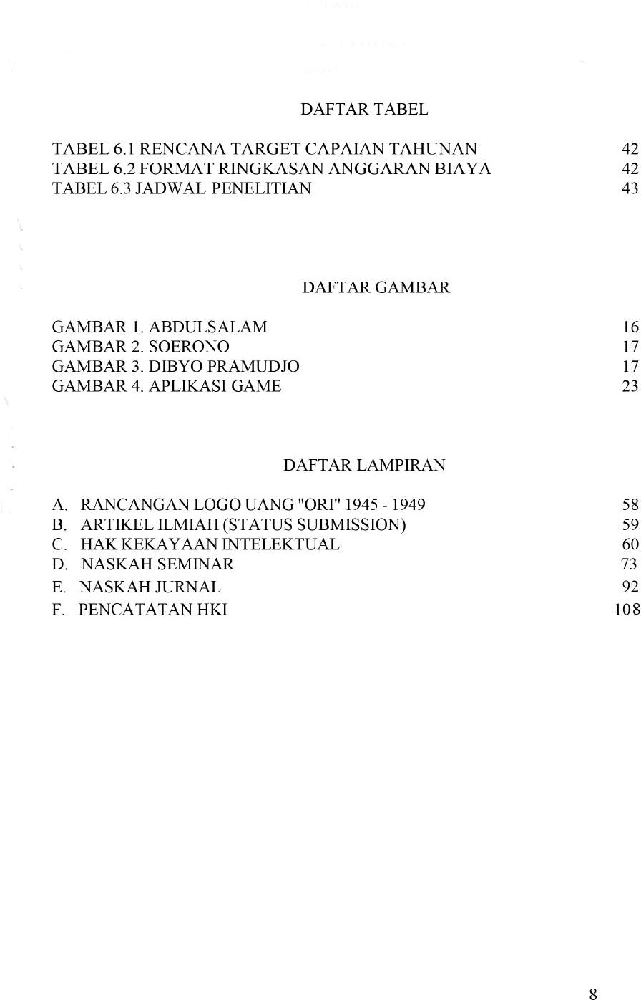 DAFTAR TABEL
TABEL 6.1 RENCANA TARGET CAPAIAN TAHUNAN 42
TABEL 6.2 FORMAT RINGKASAN ANGGARAN BIAYA 42
TABEL 6.3 JADWAL PENELITIAN 43
DAFTAR GAMBAR
GAMBAR 1. ABDULSALAM 16
GAMBAR 2. SOERONO 17
GAMBAR 3. DIBYO PRAMUDJO 17
GAMBAR 4. APLIKASI GAME 23
DAFTAR LAMPIRAN
A. RANCANGAN LOGO UANG "ORI" 1945 - 1949 58
B. ARTIKEL ILMIAH (STATUS SUBMISSION) 59
C. HAK KEKAYAAN INTELEKTUAL 60
D. NASKAH SEMINAR 73
E. NASKAH JURNAL 92
F. PENCATATAN HKI 108
8